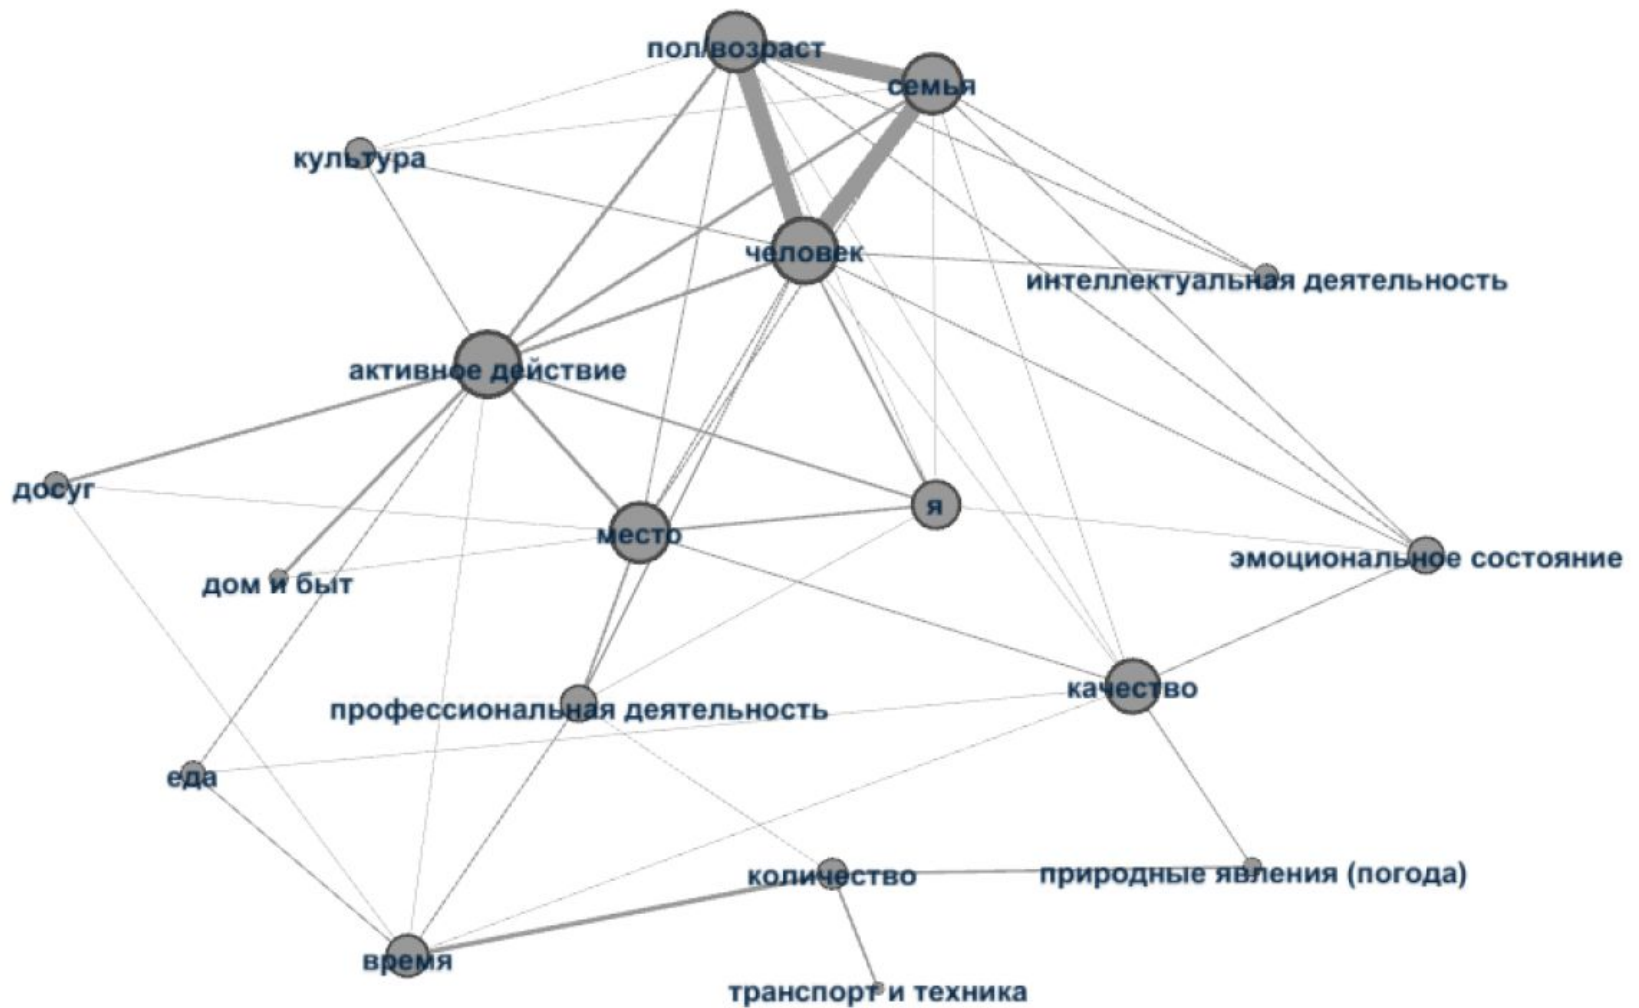 пол/возраст
семья
культура
человек
интеллектуальная деятельность
активное действие
досуг
место
я
эмоциональное состояние
дом и быт
качество
профессиональная деятельность
еда
количество
природные явления (погода)
время
транспорт и техника